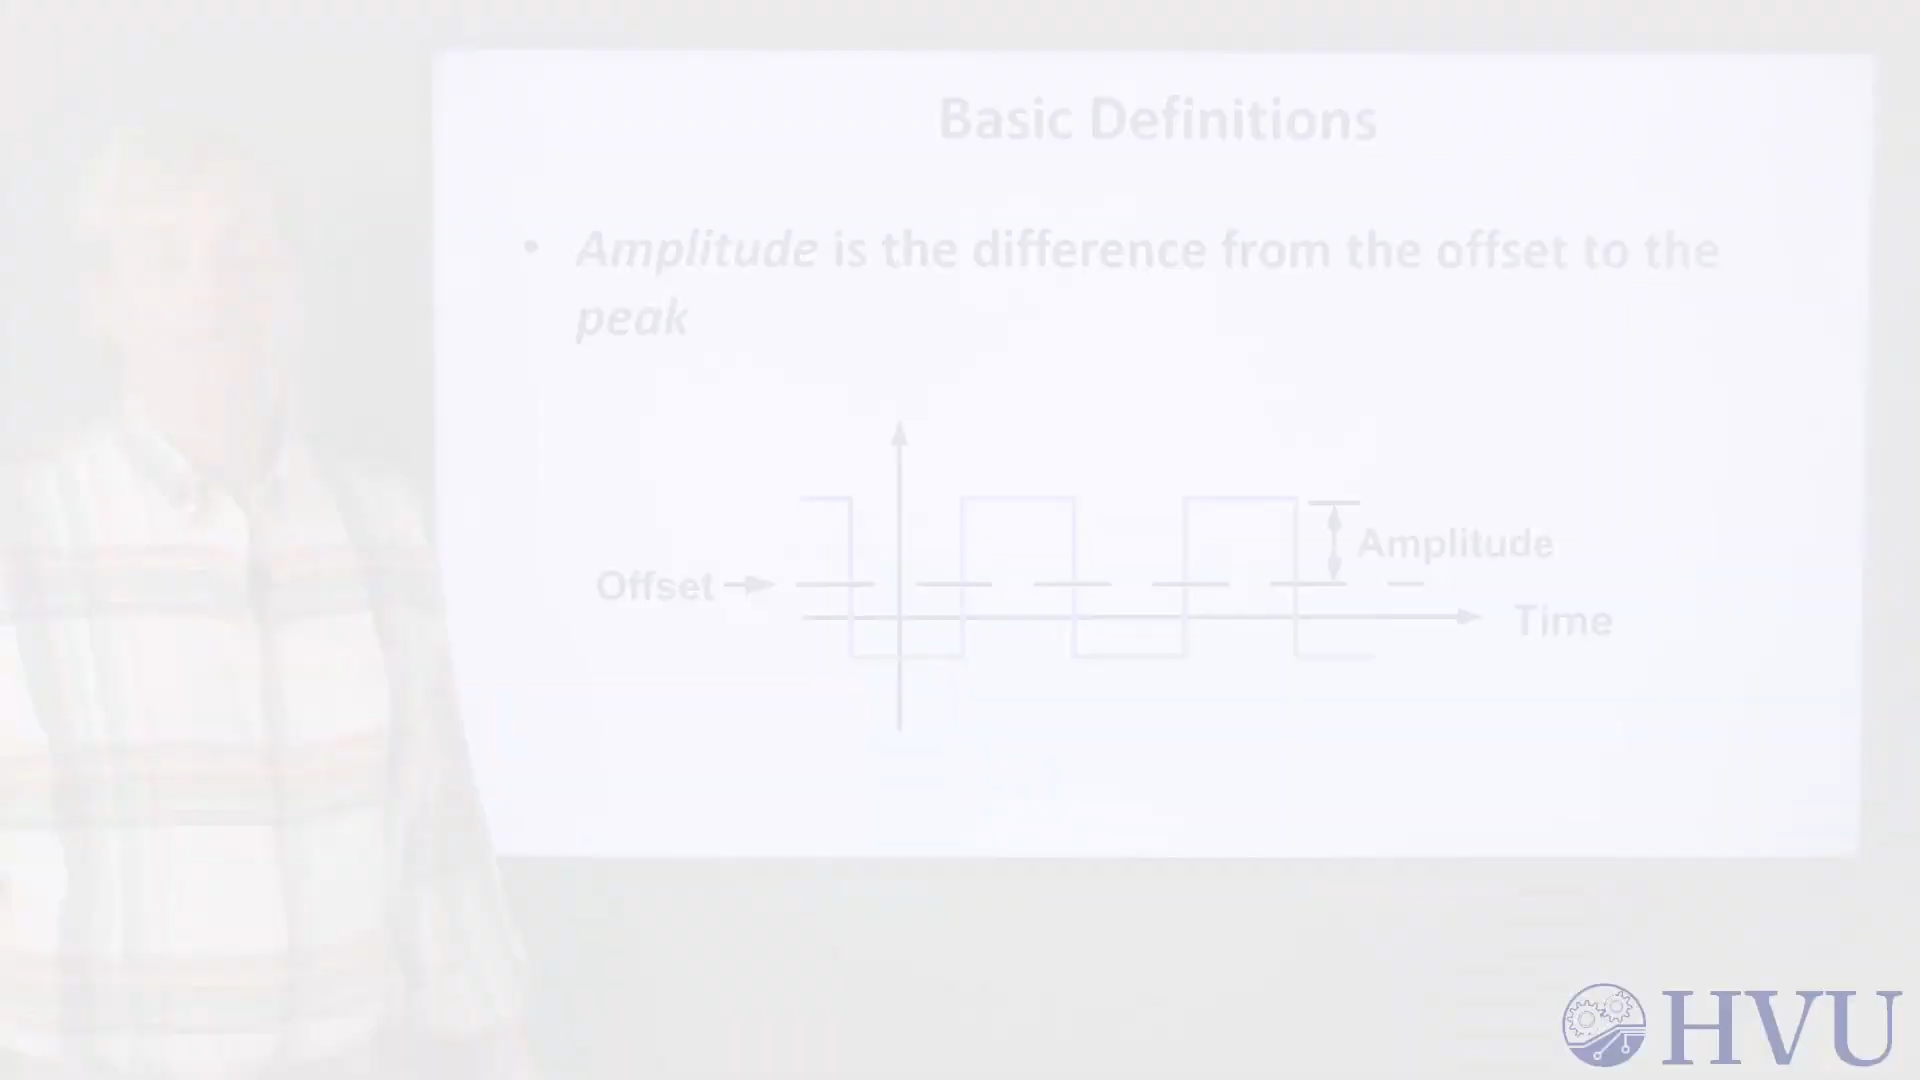 Basic Definitions
• Amplitude is the difference from the offset to the
peak
Amplitude
Offset
Time
HVU